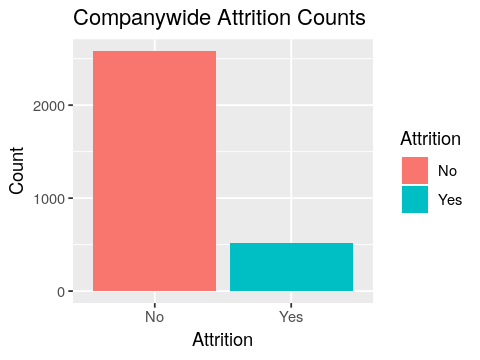 Companywide Attrition Counts
Count
2000
1000
0
No
Yes
Attrition
Attrition
No
Yes